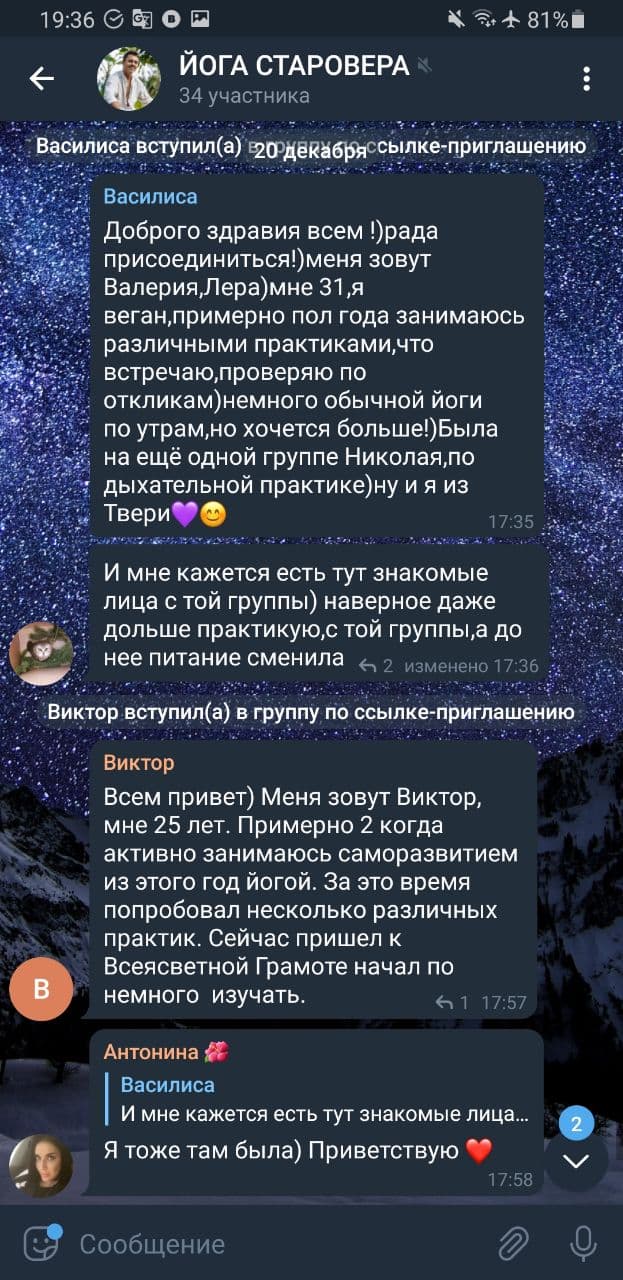 19:36
81%
ЙОГА СТАРОВЕРА
34 участника
Василиса вступил(а) в группу по ссылке-приглашению
20 декабря
Василиса
Доброго здравия всем !)рада
присоединиться!)меня зовут
Валерия,Лера)мне 31,я
веган,примерно пол года занимаюсь
различными практиками,что
встречаю,проверяю по
откликам)немного обычной йоги
по утрам,но хочется больше!)Была
на ещё одной группе Николая,по
дыхательной практике)ну и я из
Твери💜😊
17:35
И мне кажется есть тут знакомые
лица с той группы) наверное даже
дольше практикую,с той группы,а до
нее питание сменила
2 изменено 17:36
Виктор вступил(а) в группу по ссылке-приглашению
Виктор
Всем привет) Меня зовут Виктор,
мне 25 лет. Примерно 2 когда
активно занимаюсь саморазвитием
из этого год йогой. За это время
попробовал несколько различных
практик. Сейчас пришел к
Всеясветной Грамоте начал по
немного изучать.
1 17:57
В
Антонина 🌺
Василиса
И мне кажется есть тут знакомые лица...
Я тоже там была) Приветствую ❤️
17:58
2
Сообщение